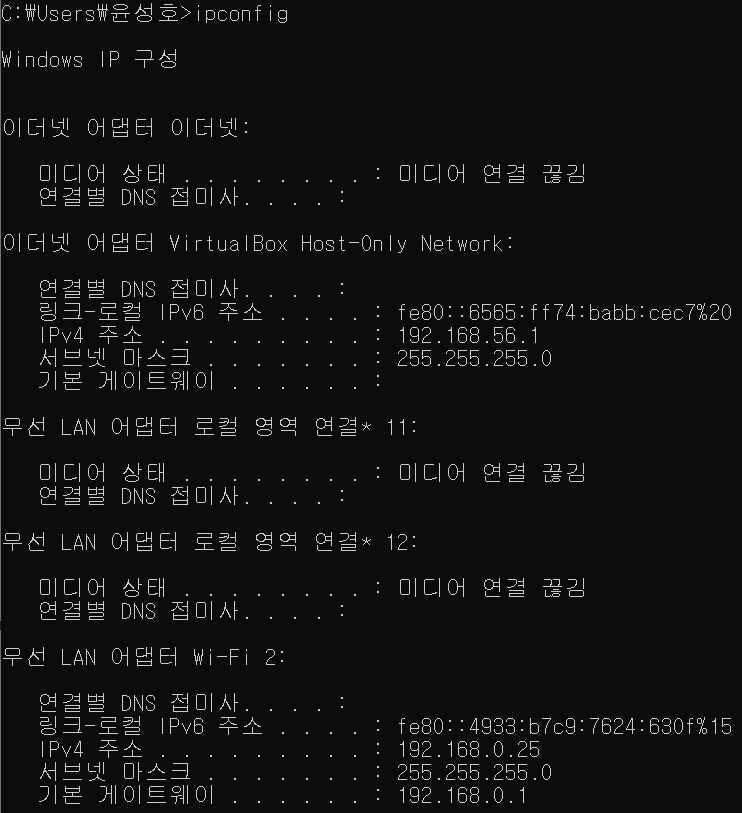 C:₩Users₩윤성호>ipconfig
Windows IP 구성
이더넷 어댑터 이더넷:
미디어 상태 . . . . . . . . : 미디어 연결 끊김
연결별 DNS 접미사. . . . :
이더넷 어댑터 VirtualBox Host-Only Network:
연결별 DNS 접미사. . . . :
링크-로컬 IPv6 주소 . . . . : fe80::6565:ff74:babb:cec7%20
IPv4 주소 . . . . . . . . . : 192.168.56.1
서브넷 마스크 . . . . . . . : 255.255.255.0
기본 게이트웨이 . . . . . . :
무선 LAN 어댑터 로컬 영역 연결* 11:
미디어 상태 . . . . . . . . : 미디어 연결 끊김
연결별 DNS 접미사. . . . :
무선 LAN 어댑터 로컬 영역 연결* 12:
미디어 상태 . . . . . . . . : 미디어 연결 끊김
연결별 DNS 접미사. . . . :
무선 LAN 어댑터 Wi-Fi 2:
연결별 DNS 접미사. . . . :
링크-로컬 IPv6 주소 . . . . : fe80::4933:b7c9:7624:630f%15
IPv4 주소 . . . . . . . . . : 192.168.0.25
서브넷 마스크 . . . . . . . : 255.255.255.0
기본 게이트웨이 . . . . . . : 192.168.0.1